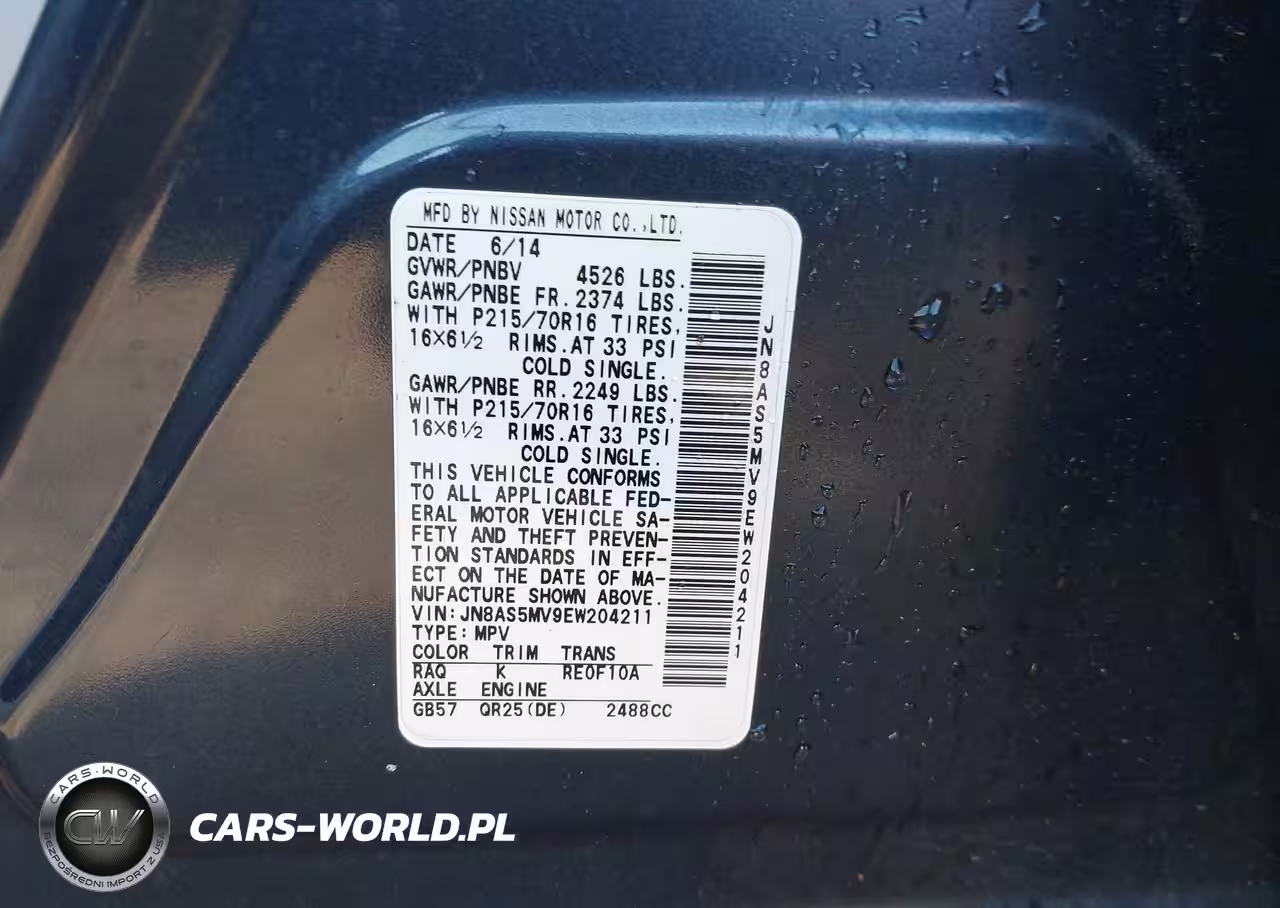 MFD BY NISSAN MOTOR CO.,LTD.
DATE 6/14
GVWR/PNBV 4526 LBS.
GAWR/PNBE FR. 2374 LBS.
WITH P215/70R16 TIRES,
16×6½ RIMS. AT 33 PSI
COLD SINGLE.
GAWR/PNBE RR. 2249 LBS.
WITH P215/70R16 TIRES,
16×6½ RIMS. AT 33 PSI
COLD SINGLE.
THIS VEHICLE CONFORMS
TO ALL APPLICABLE FED-
ERAL MOTOR VEHICLE SA-
FETY AND THEFT PREVEN-
TION STANDARDS IN EFF-
ECT ON THE DATE OF MA-
NUFACTURE SHOWN ABOVE.
VIN:JN8AS5MV9EW204211
TYPE:MPV
COLOR TRIM TRANS
RAQ K RE0F10A
AXLE ENGINE
GB57 QR25(DE) 2488CC
JN8AS5MV9EW204211
CARS-WORLD
CW
BEZPOŚREDNI IMPORT Z USA
CARS-WORLD.PL